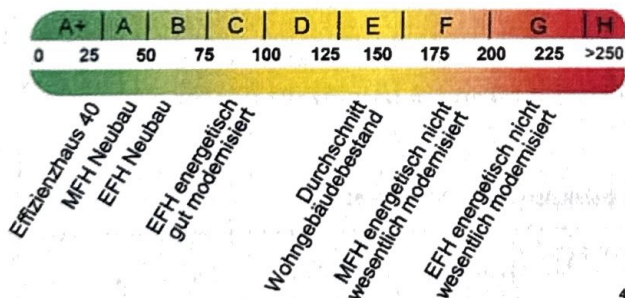 A+ A B C D E F G H
0 25 50 75 100 125 150 175 200 225 >250
Effizienzhaus 40
MFH Neubau
EFH Neubau
EFH energetisch
gut modernisiert
Durchschnitt
Wohngebäudebestand
MFH energetisch nicht
wesentlich modernisiert
EFH energetisch nicht
wesentlich modernisiert